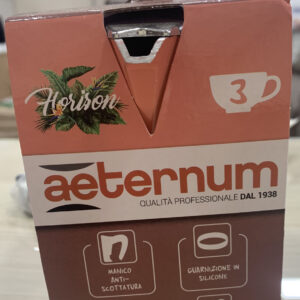 Horison
3
aeternum
QUALITÀ PROFESSIONALE DAL 1938
MANICO
ANTI-
SCOTTATURA
GUARNIZIONE IN
SILICONE